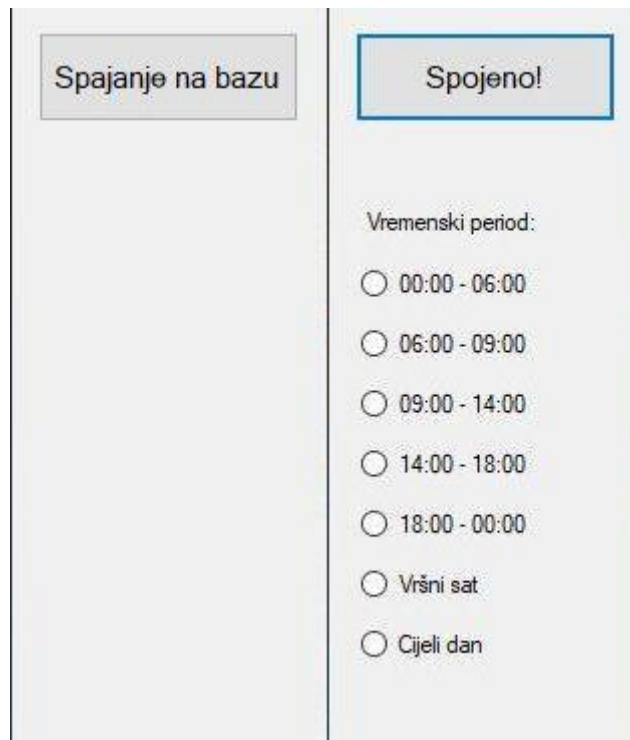 Spajanje na bazu
Spojeno!
Vremenski period:
00:00 - 06:00
06:00 - 09:00
09:00 - 14:00
14:00 - 18:00
18:00 - 00:00
Vršni sat
Cijeli dan